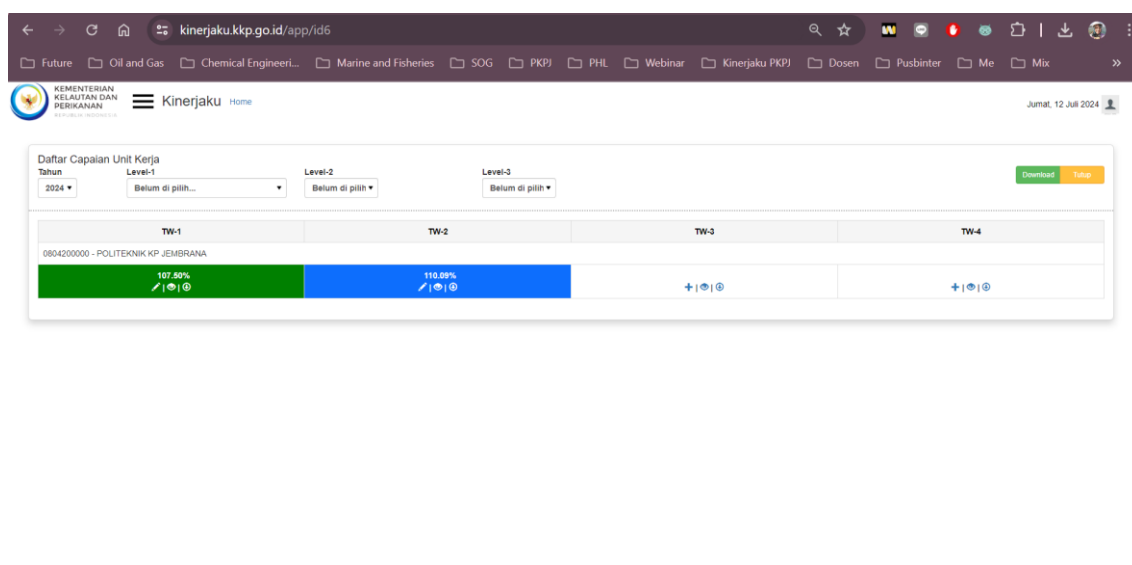 kinerjaku.kkp.go.id/app/id6
Future Oil and Gas Chemical Engineeri... Marine and Fisheries SOG PKPJ PHL Webinar Kinerjaku PKPJ Dosen Pusbinter Me Mix »
KEMENTERIAN
KELAUTAN DAN
PERIKANAN
REPUBLIK INDONESIA
Kinerjaku Home
Jumat, 12 Juli 2024
Daftar Capaian Unit Kerja
Tahun Level-1 Level-2 Level-3
2024 Belum di pilih... Belum di pilih Belum di pilih
Download Tutup
TW-1 TW-2 TW-3 TW-4
0804200000 - POLITEKNIK KP JEMBRANA
107.50% 110.09%